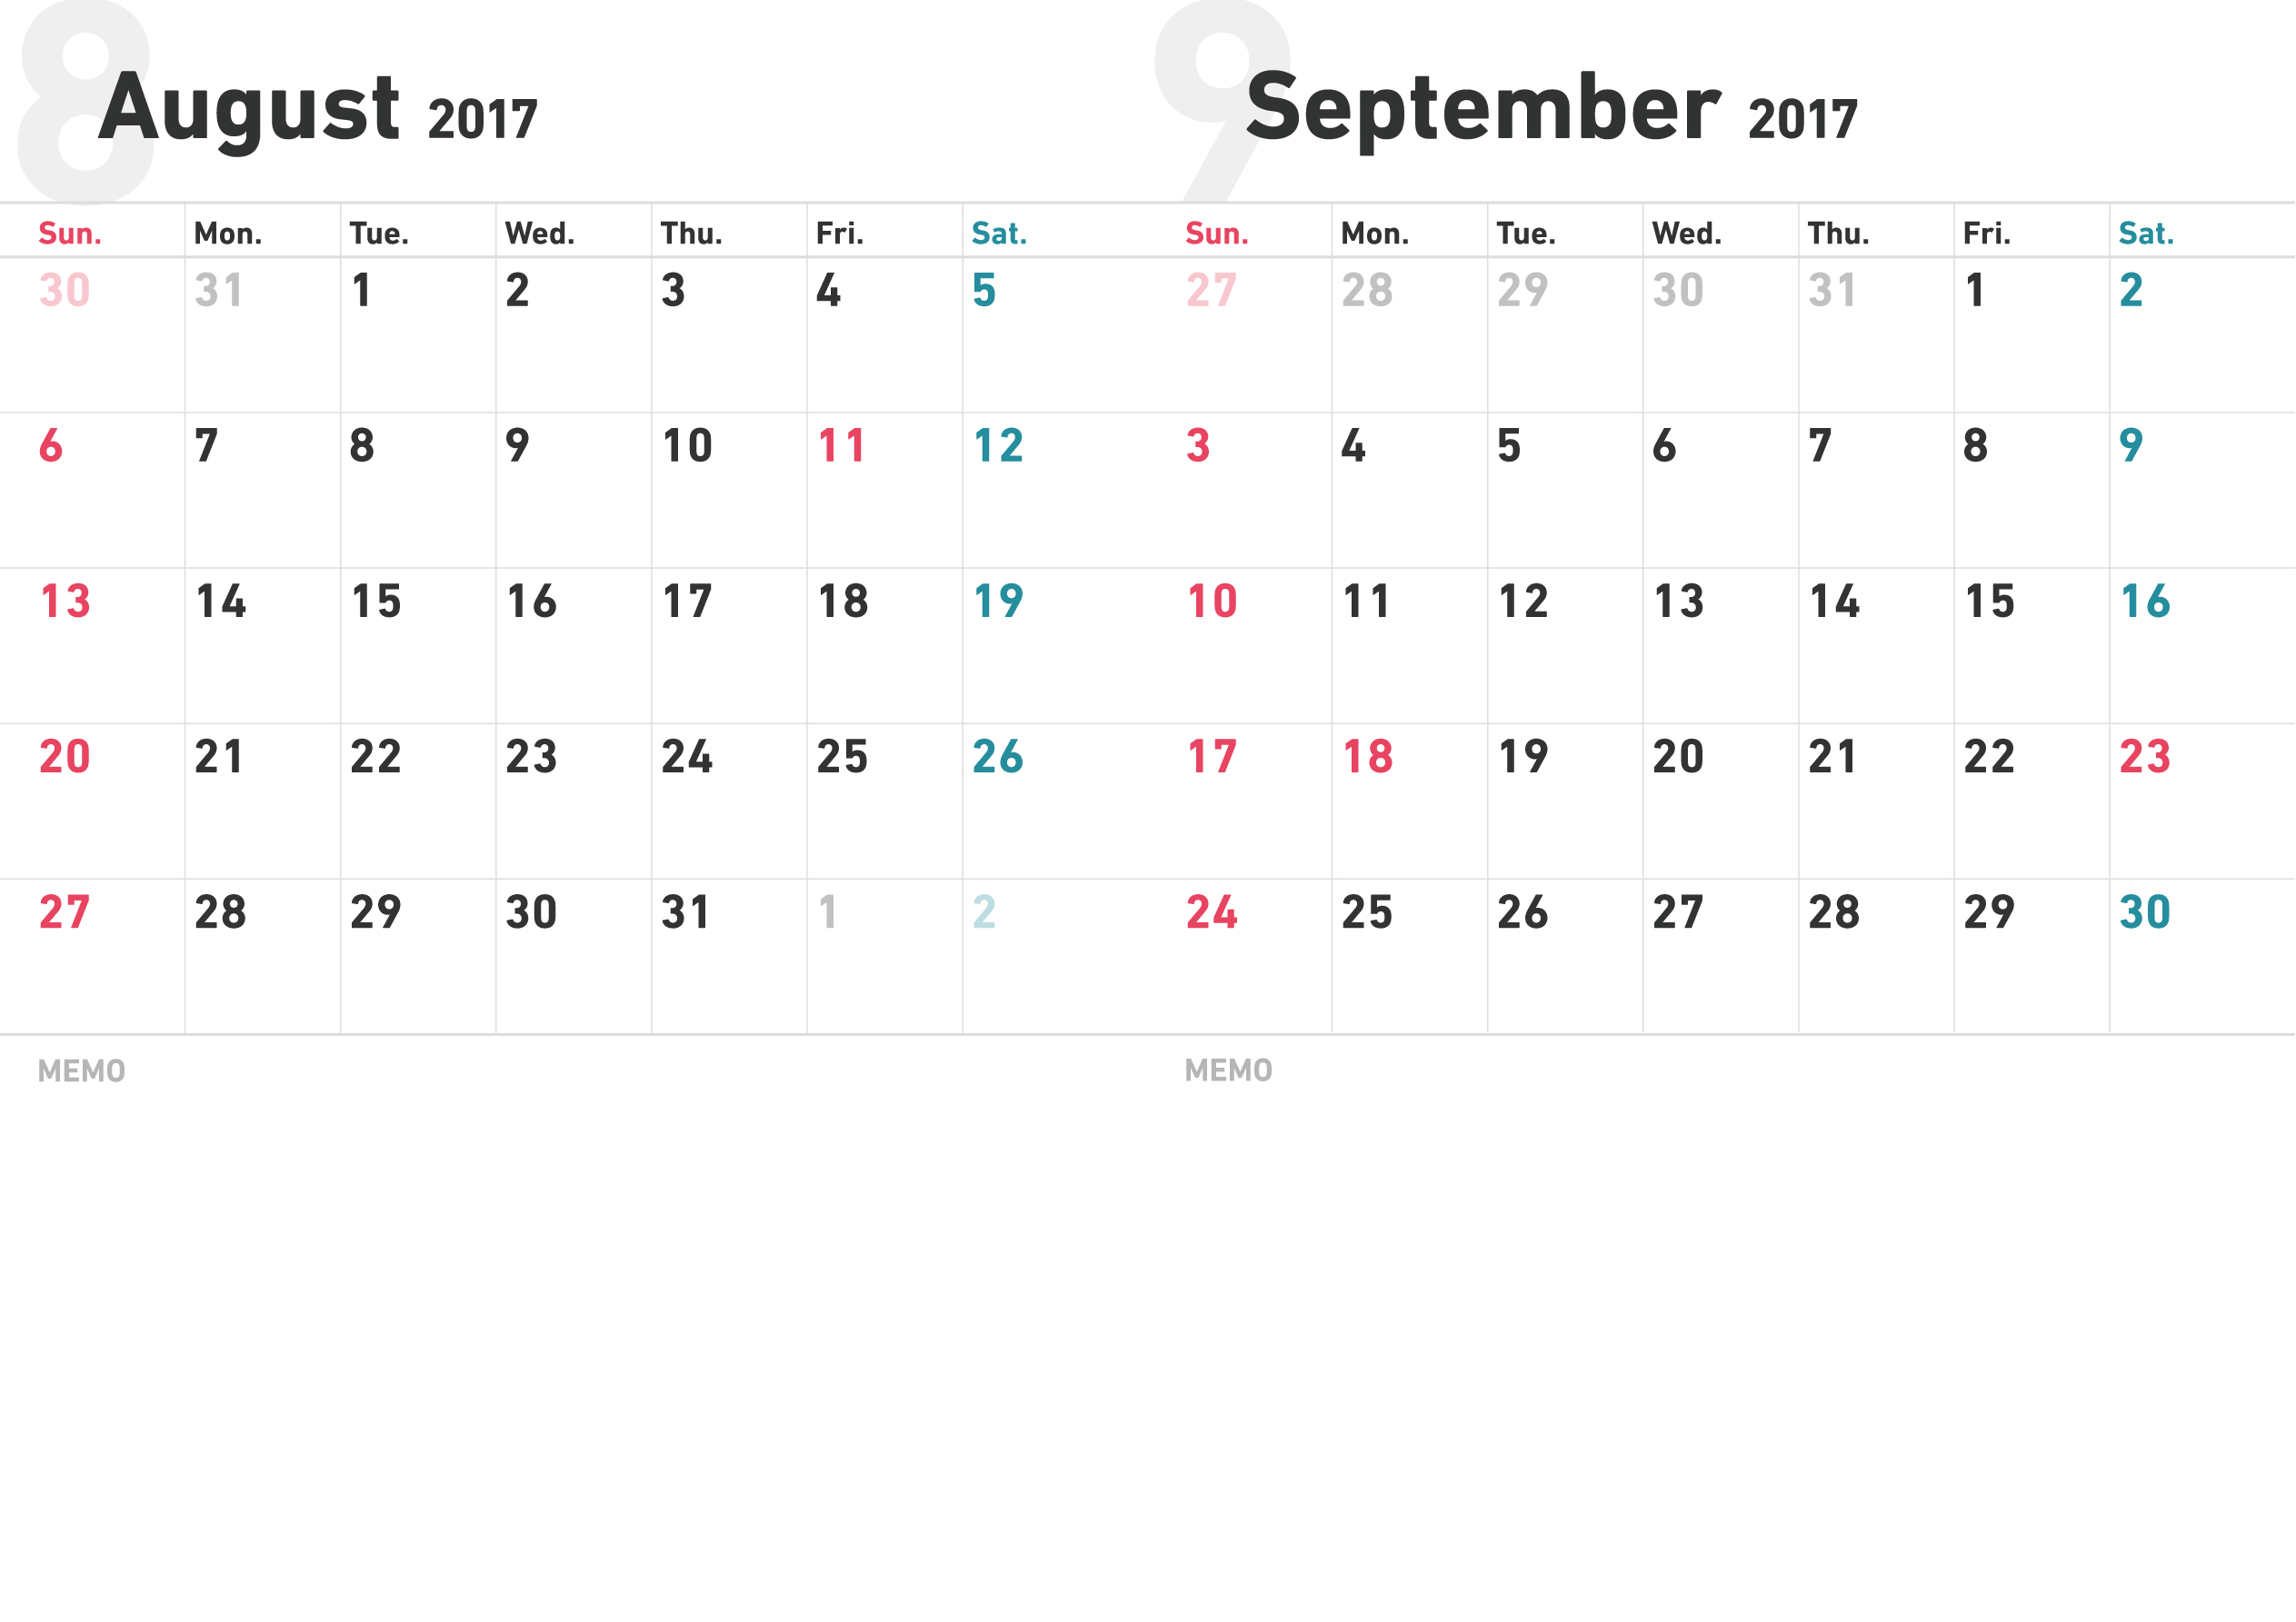 8
August 2017
Sun. Mon. Tue. Wed. Thu. Fri. Sat.
30 31 1 2 3 4 5
6 7 8 9 10 11 12
13 14 15 16 17 18 19
20 21 22 23 24 25 26
27 28 29 30 31 1 2
MEMO
9
September 2017
Sun. Mon. Tue. Wed. Thu. Fri. Sat.
27 28 29 30 31 1 2
3 4 5 6 7 8 9
10 11 12 13 14 15 16
17 18 19 20 21 22 23
24 25 26 27 28 29 30
MEMO